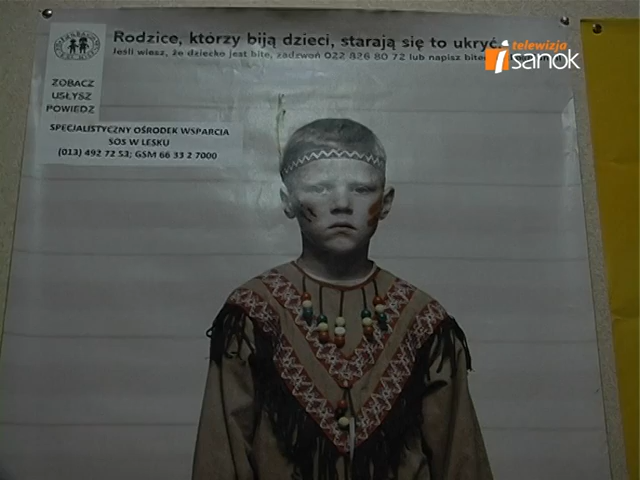 Rodzice, którzy biją dzieci, starają się to ukryć.
Jeśli wiesz, że dziecko jest bite, zadzwoń 022 826 80 72 lub napisz
telewizja
isanok
ZOBACZ
USŁYSZ
POWIEDZ
SPECJALISTYCZNY OŚRODEK WSPARCIA
SOS W LESKU
(013) 492 72 53; GSM 66 33 2 7000